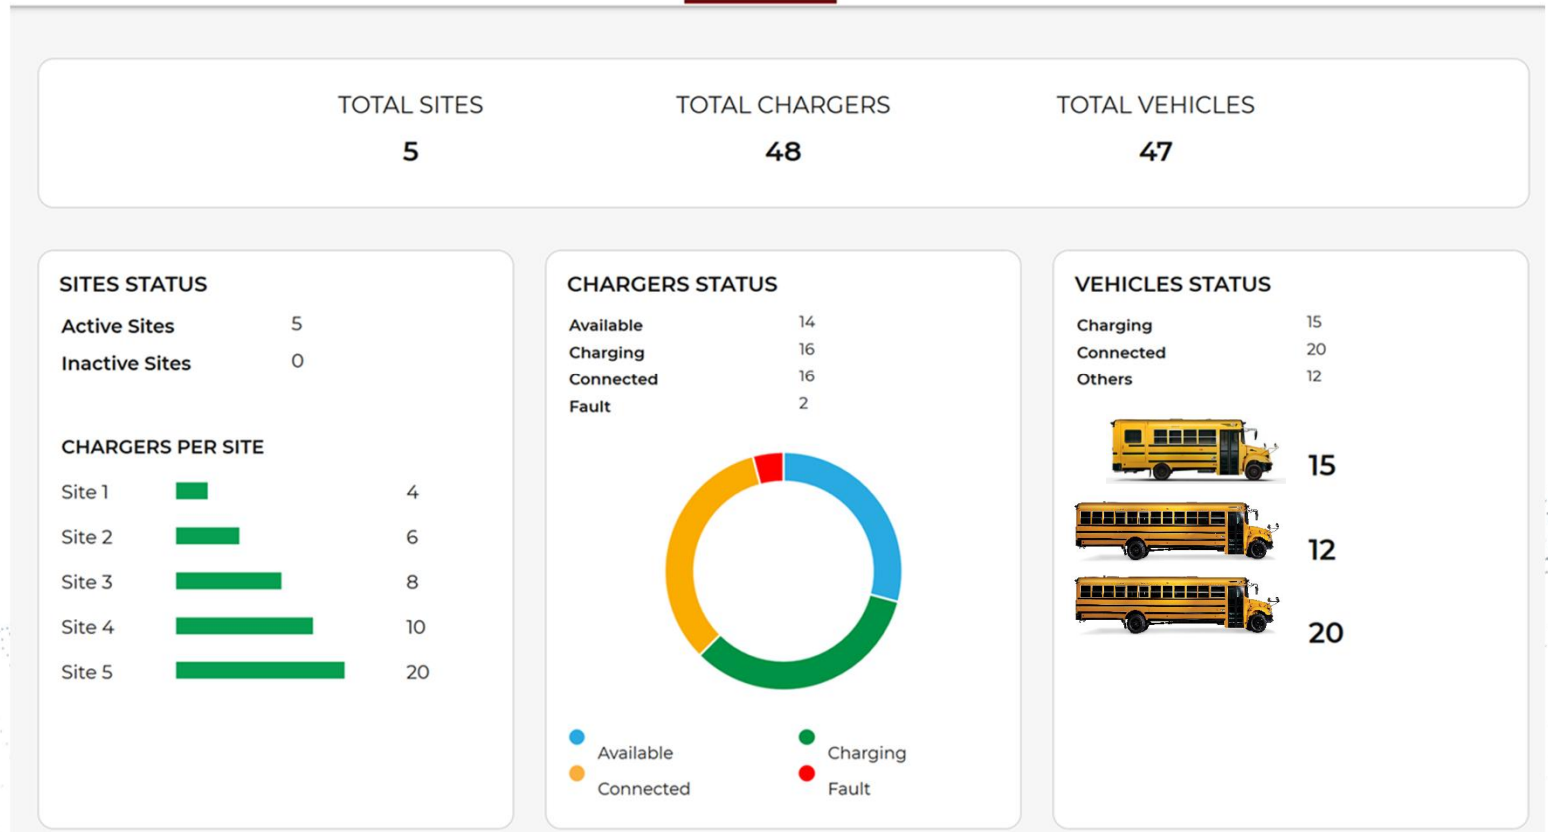 TOTAL SITES
5
TOTAL CHARGERS
48
TOTAL VEHICLES
47
SITES STATUS
Active Sites 5
Inactive Sites 0
CHARGERS PER SITE
Site 1 4
Site 2 6
Site 3 8
Site 4 10
Site 5 20
CHARGERS STATUS
Available 14
Charging 16
Connected 16
Fault 2
Available
Charging
Connected
Fault
VEHICLES STATUS
Charging 15
Connected 20
Others 12
15
12
20